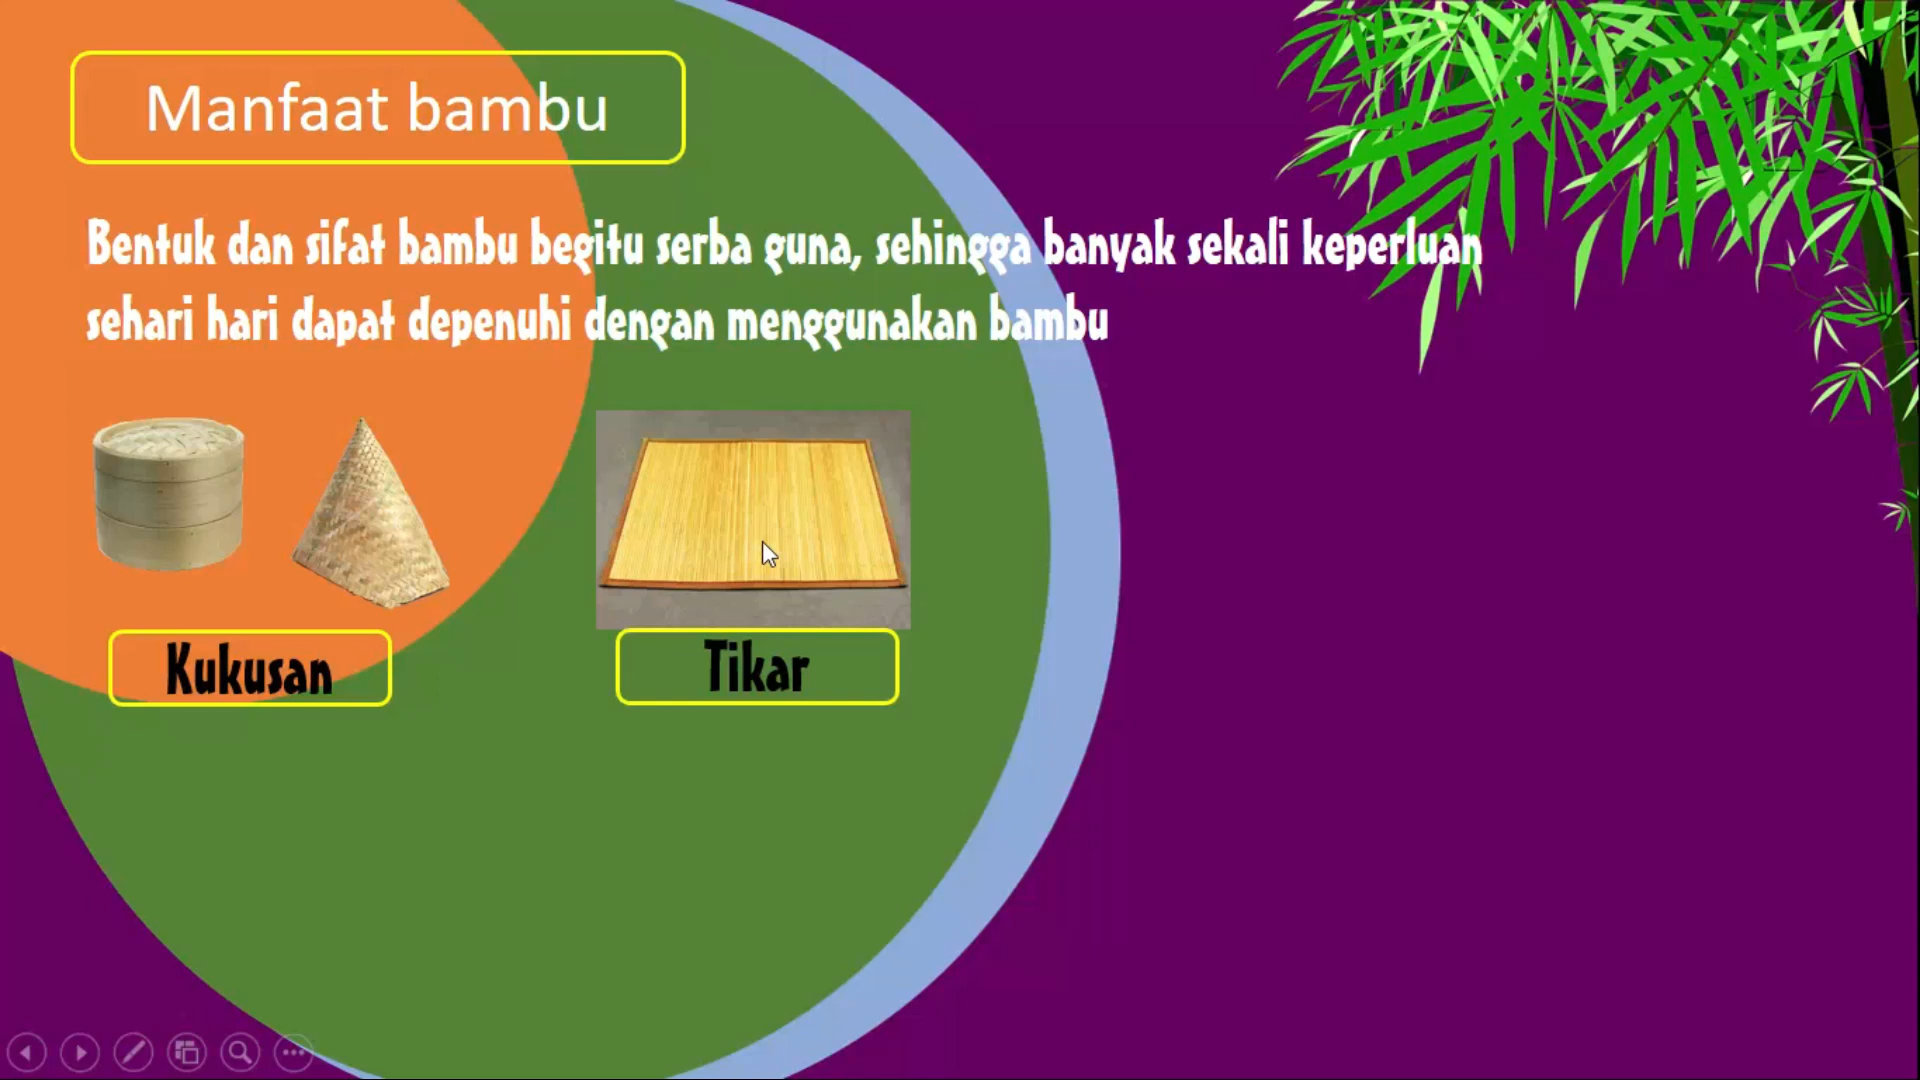 Manfaat bambu
Bentuk dan sifat bambu begitu serba guna, sehingga banyak sekali keperluan
sehari hari dapat depenuhi dengan menggunakan bambu
Kukusan
Tikar